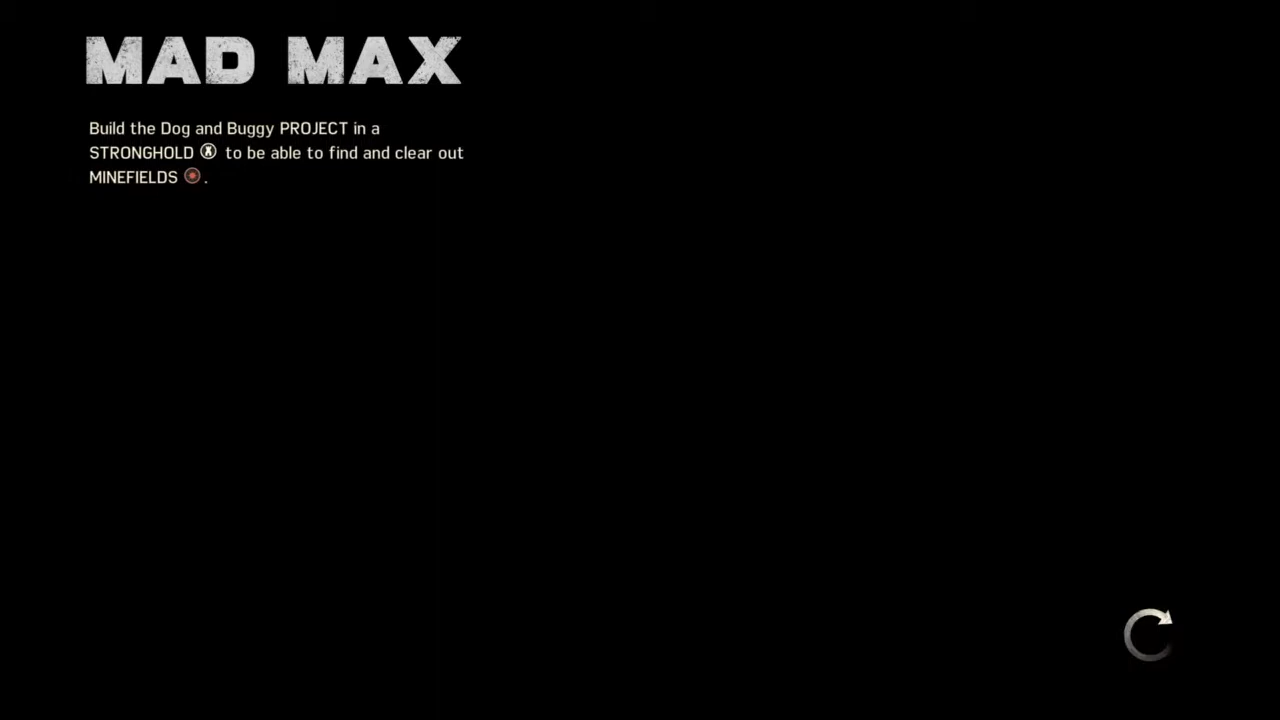 MAD MAX
Build the Dog and Buggy PROJECT in a
STRONGHOLD to be able to find and clear out
MINEFIELDS .